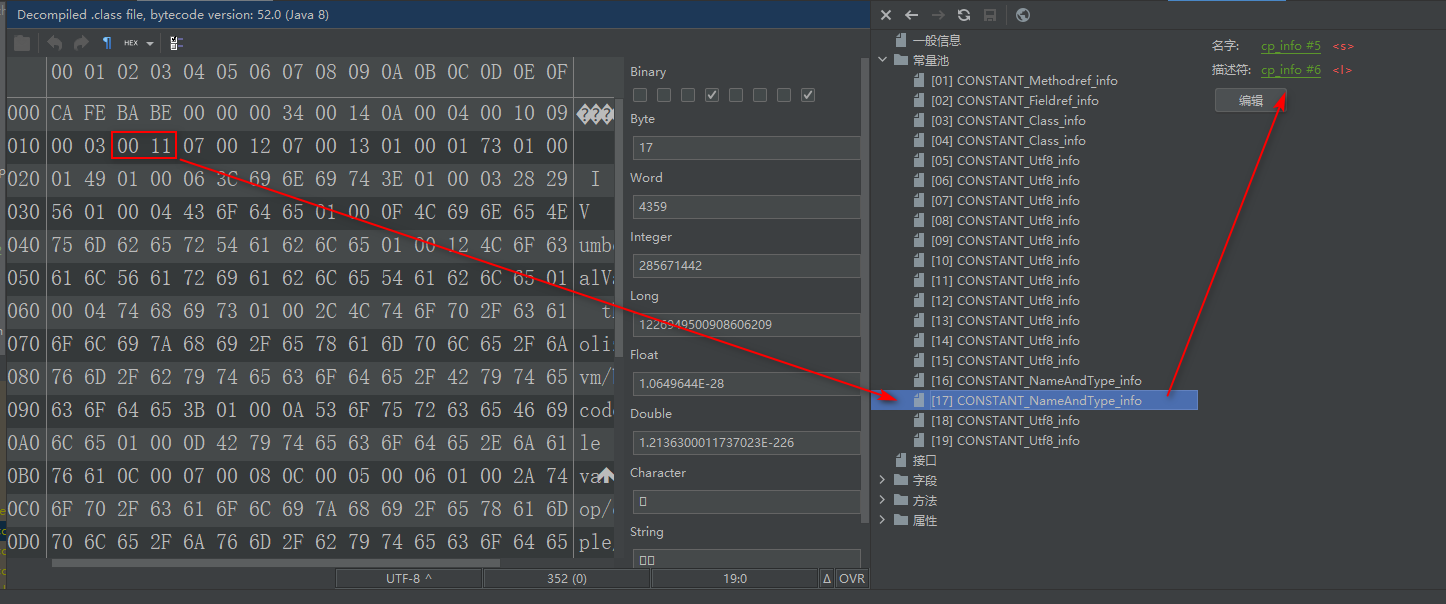 Decompiled .class file, bytecode version: 52.0 (Java 8)
HEX
00 01 02 03 04 05 06 07 08 09 0A 0B 0C 0D 0E 0F
000 CA FE BA BE 00 00 00 34 00 14 0A 00 04 00 10 09
010 00 03 00 11 07 00 12 07 00 13 01 00 01 73 01 00
020 01 49 01 00 06 3C 69 6E 69 74 3E 01 00 03 28 29 I
030 56 01 00 04 43 6F 64 65 01 00 0F 4C 69 6E 65 4E V
040 75 6D 62 65 72 54 61 62 6C 65 01 00 12 4C 6F 63 umbe
050 61 6C 56 61 72 69 61 62 6C 65 54 61 62 6C 65 01 alVa
060 00 04 74 68 69 73 01 00 2C 4C 74 6F 70 2F 63 61 th
070 6F 6C 69 7A 68 69 2F 65 78 61 6D 70 6C 65 2F 6A oli
080 76 6D 2F 62 79 74 65 63 6F 64 65 2F 42 79 74 65 vm/
090 63 6F 64 65 3B 01 00 0A 53 6F 75 72 63 65 46 69 code
0A0 6C 65 01 00 0D 42 79 74 65 63 6F 64 65 2E 6A 61 le
0B0 76 61 0C 00 07 00 08 0C 00 05 00 06 01 00 2A 74 va
0C0 6F 70 2F 63 61 6F 6C 69 7A 68 69 2F 65 78 61 6D op/
0D0 70 6C 65 2F 6A 76 6D 2F 62 79 74 65 63 6F 64 65 ple
Binary
Byte
17
Word
4359
Integer
285671442
Long
1226949500908606209
Float
1.0649644E-28
Double
1.2136300011737023E-226
Character
String
UTF-8 ^
352 (0)
19:0
Δ
OVR
一般信息
常量池
[01] CONSTANT_Methodref_info
[02] CONSTANT_Fieldref_info
[03] CONSTANT_Class_info
[04] CONSTANT_Class_info
[05] CONSTANT_Utf8_info
[06] CONSTANT_Utf8_info
[07] CONSTANT_Utf8_info
[08] CONSTANT_Utf8_info
[09] CONSTANT_Utf8_info
[10] CONSTANT_Utf8_info
[11] CONSTANT_Utf8_info
[12] CONSTANT_Utf8_info
[13] CONSTANT_Utf8_info
[14] CONSTANT_Utf8_info
[15] CONSTANT_Utf8_info
[16] CONSTANT_NameAndType_info
[17] CONSTANT_NameAndType_info
[18] CONSTANT_Utf8_info
[19] CONSTANT_Utf8_info
接口
字段
方法
属性
名字: cp_info #5 <s>
描述符: cp_info #6 <I>
编辑